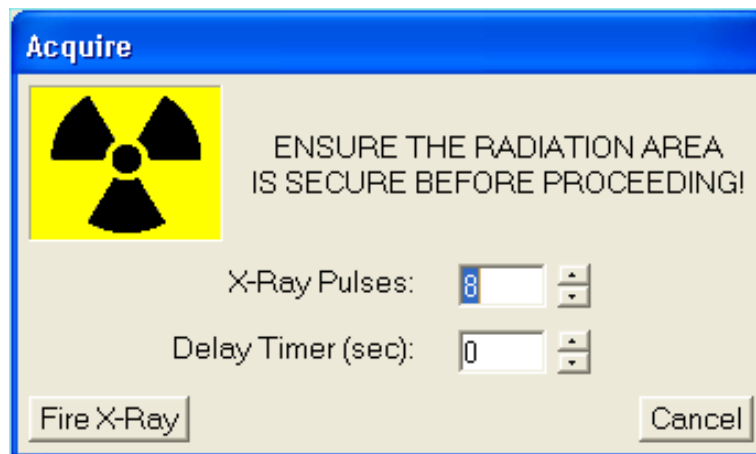 Acquire
ENSURE THE RADIATION AREA
IS SECURE BEFORE PROCEEDING!
X-Ray Pulses: 8
Delay Timer (sec): 0
Fire X-Ray Cancel